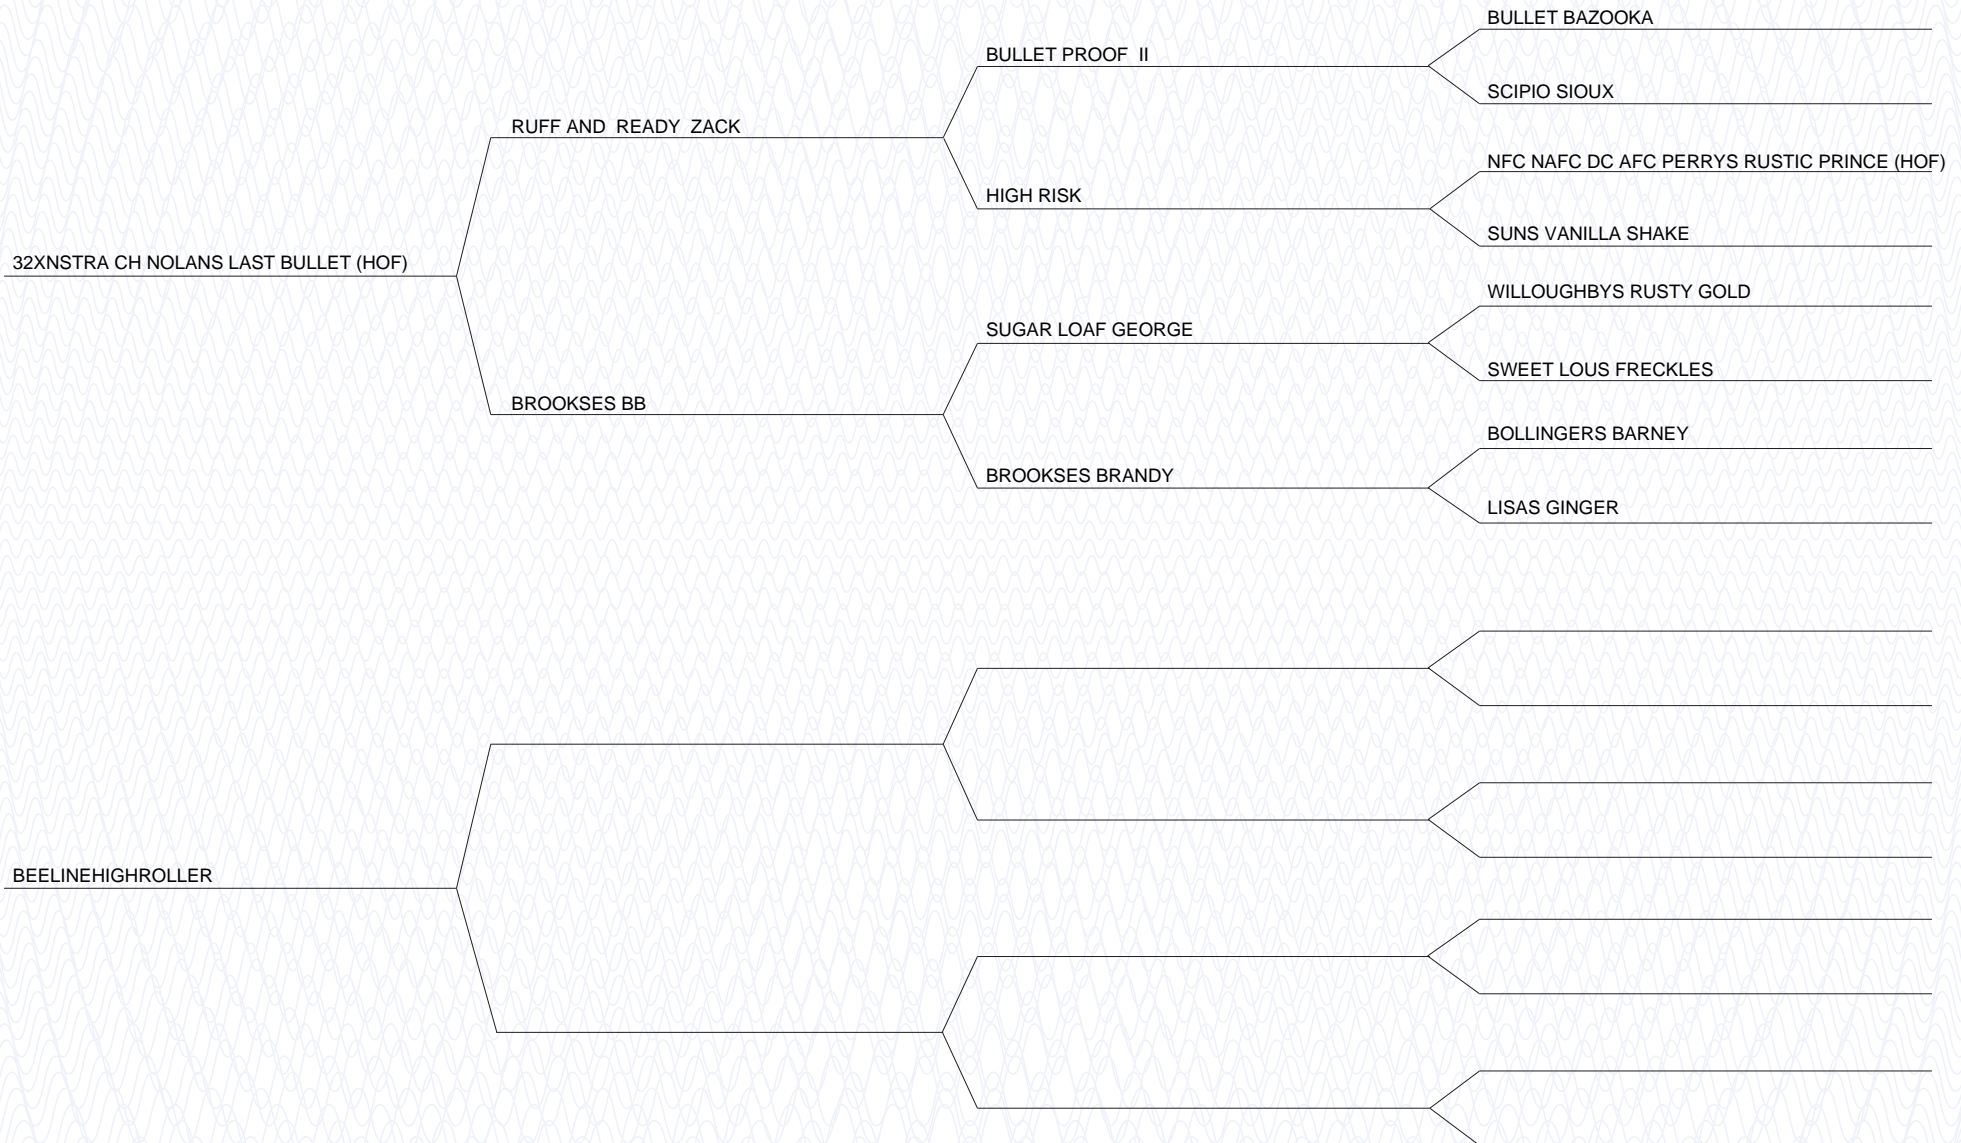 BULLET BAZOOKA
BULLET PROOF  II
SCIPIO SIOUX
RUFF AND  READY  ZACK
NFC NAFC DC AFC PERRYS RUSTIC PRINCE (HOF)
HIGH RISK
SUNS VANILLA SHAKE
32XNSTRA CH NOLANS LAST BULLET (HOF)
WILLOUGHBYS RUSTY GOLD
SUGAR LOAF GEORGE
SWEET LOUS FRECKLES
BROOKSES BB
BOLLINGERS BARNEY
BROOKSES BRANDY
LISAS GINGER
BEELINEHIGHROLLER